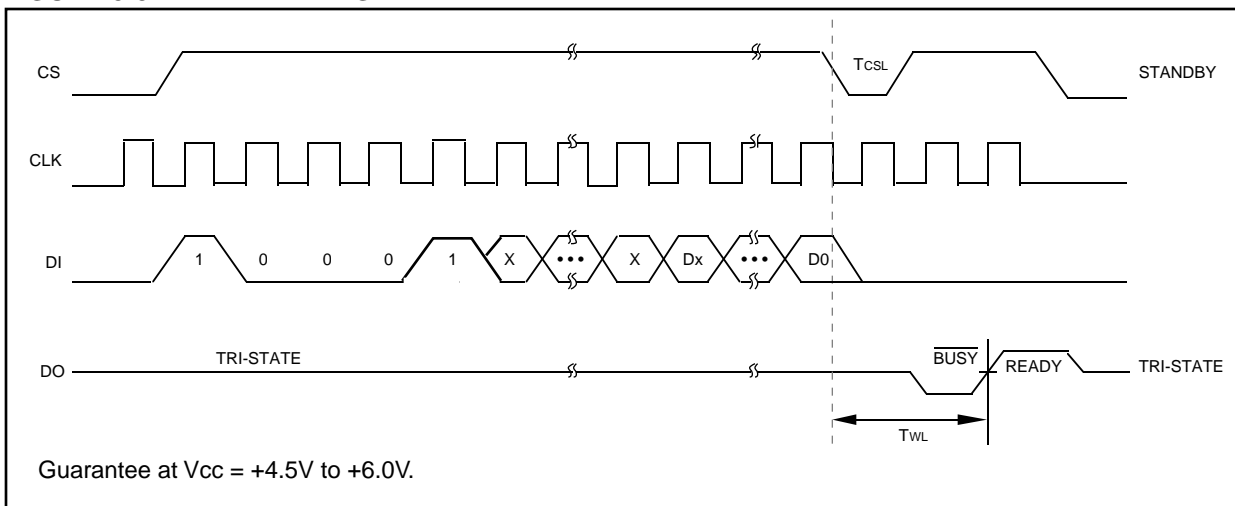 CS
TCSL
STANDBY
CLK
DI
1 0 0 0 1 X ••• X Dx ••• D0
DO
TRI-STATE
BUSY
READY
TRI-STATE
TWL
Guarantee at Vcc = +4.5V to +6.0V.